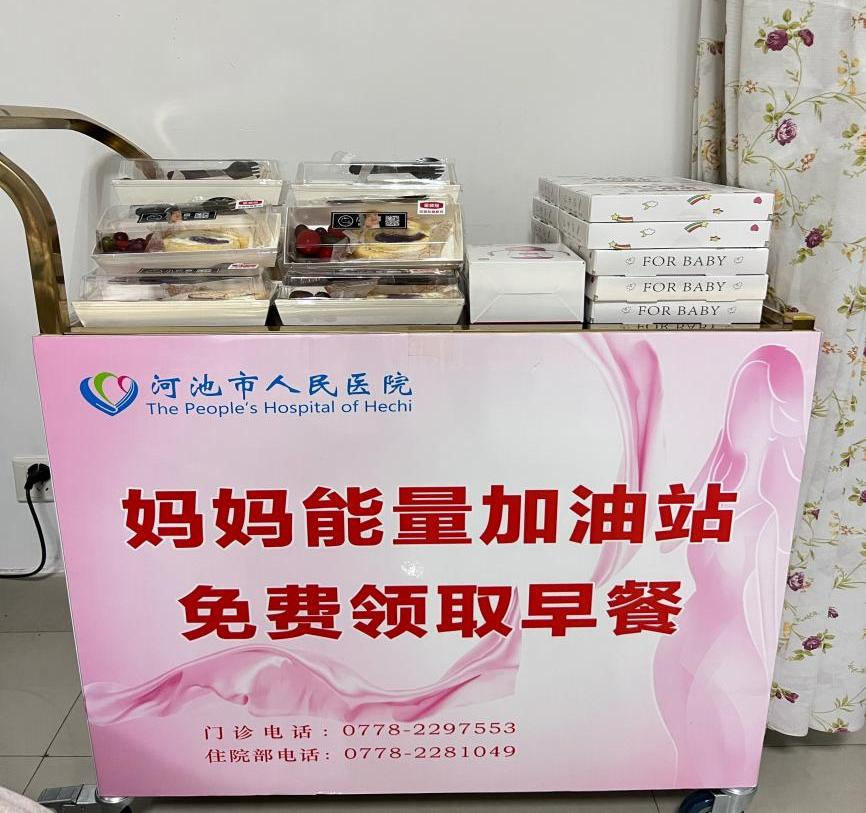 FOR BABY
FOR BABY
FOR BABY
河池市人民医院
The People's Hospital of Hechi
妈妈能量加油站
免费领取早餐
门诊电话：0778-2297553
住院部电话：0778-2281049